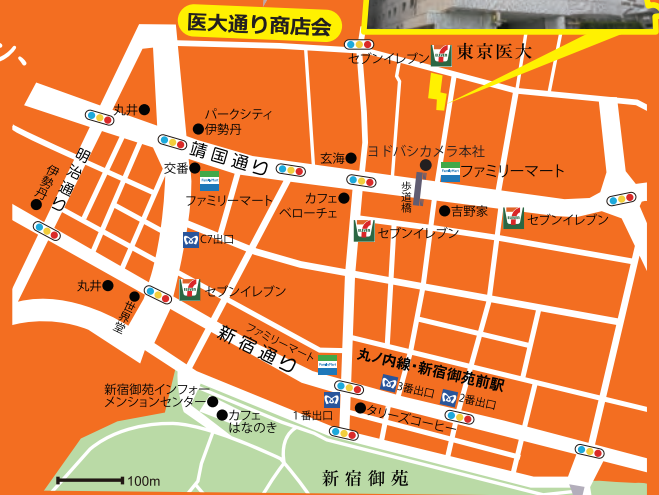 医大通り商店会
セブンイレブン
東京医大
丸井
パークシティ
伊勢丹
靖国通り
玄海
ヨドバシカメラ本社
明治通り
伊勢丹
交番
FamilyMart
ファミリーマート
カフェ
ベローチェ
歩道橋
FamilyMart
ファミリーマート
吉野家
セブンイレブン
セブンイレブン
C7出口
丸井
世界堂
セブンイレブン
新宿通り
ファミリーマート
FamilyMart
丸ノ内線・新宿御苑前駅
3番出口
2番出口
1番出口
タリーズコーヒー
新宿御苑インフォー
メンションセンター
カフェ
はなのき
新宿御苑
100m